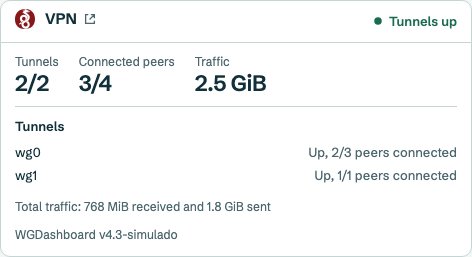 VPN
Tunnels up
Tunnels Connected peers Traffic
2/2 3/4 2.5 GiB
Tunnels
wg0 Up, 2/3 peers connected
wg1 Up, 1/1 peers connected
Total traffic: 768 MiB received and 1.8 GiB sent
WGDashboard v4.3-simulado